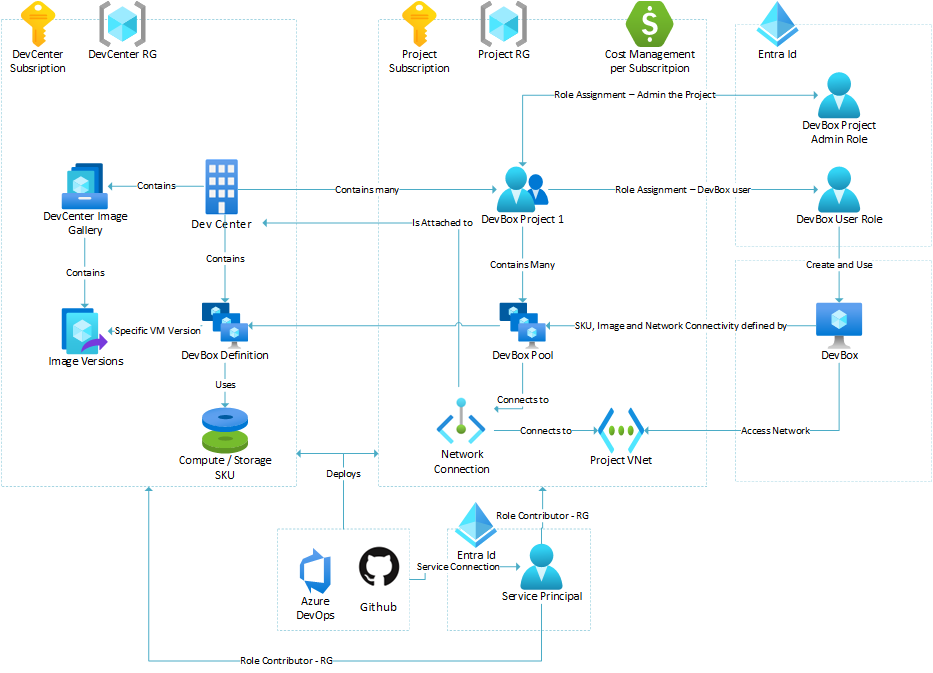 DevCenter
Subsription
DevCenter RG
Project
Subscription
Project RG
Cost Management
per Subscritpion
Entra Id
Role Assignment – Admin the Project
DevBox Project
Admin Role
Contains
Contains many
Role Assignment – DevBox user
DevCenter Image
Gallery
Dev Center
Is Attached to
DevBox Project 1
DevBox User Role
Contains
Contains
Contains Many
Create and Use
Specific VM Version
SKU, Image and Network Connectivity defined by
Image Versions
DevBox Definition
DevBox Pool
DevBox
Uses
Connects to
Connects to
Access Network
Compute / Storage
SKU
Network
Connection
Project VNet
Deploys
Role Contributor - RG
Entra Id
Service Connection
Azure
DevOps
Github
Service Principal
Role Contributor - RG